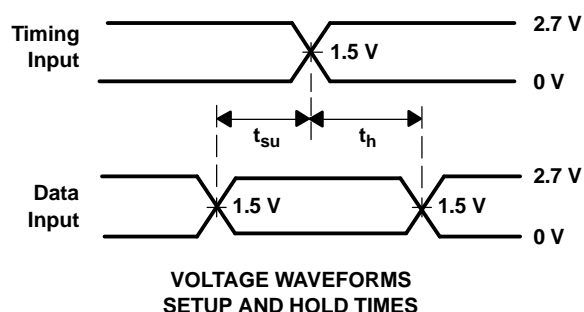 Timing
Input
2.7 V
1.5 V
0 V
tsu
th
Data
Input
2.7 V
1.5 V
1.5 V
0 V
VOLTAGE WAVEFORMS
SETUP AND HOLD TIMES